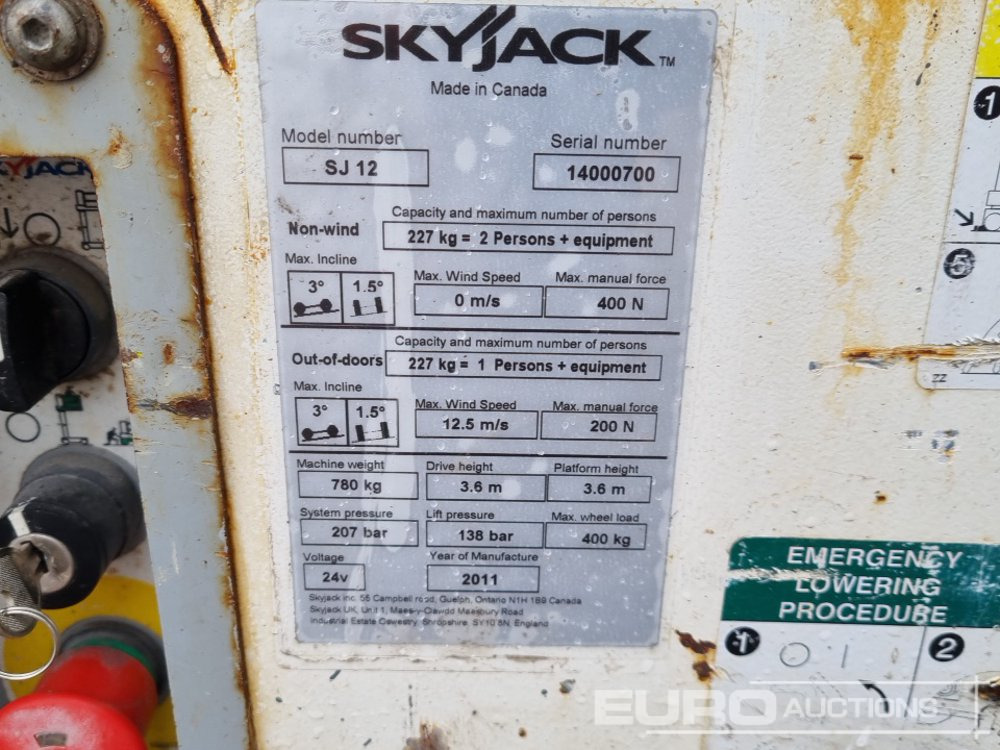 SKYJACK™
Made in Canada
Model number
SJ 12
Serial number
14000700
Non-wind
Capacity and maximum number of persons
227 kg = 2 Persons + equipment
Max. Incline
3° 1.5°
Max. Wind Speed
0 m/s
Max. manual force
400 N
Out-of-doors
Capacity and maximum number of persons
227 kg = 1 Persons + equipment
Max. Incline
3° 1.5°
Max. Wind Speed
12.5 m/s
Max. manual force
200 N
Machine weight
780 kg
Drive height
3.6 m
Platform height
3.6 m
System pressure
207 bar
Lift pressure
138 bar
Max. wheel load
400 kg
Voltage
24v
Year of Manufacture
2011
Skyjack inc. 55 Campbell road, Guelph, Ontario N1H 1B9 Canada
Skyjack UK, Unit 1, Maes-y-Clawdd Maesbury Road
Industrial Estate Oswestry, Shropshire, SY10 8N, England
1
5
ZZ
EMERGENCY
LOWERING
PROCEDURE
1
2
EURO AUCTIONS